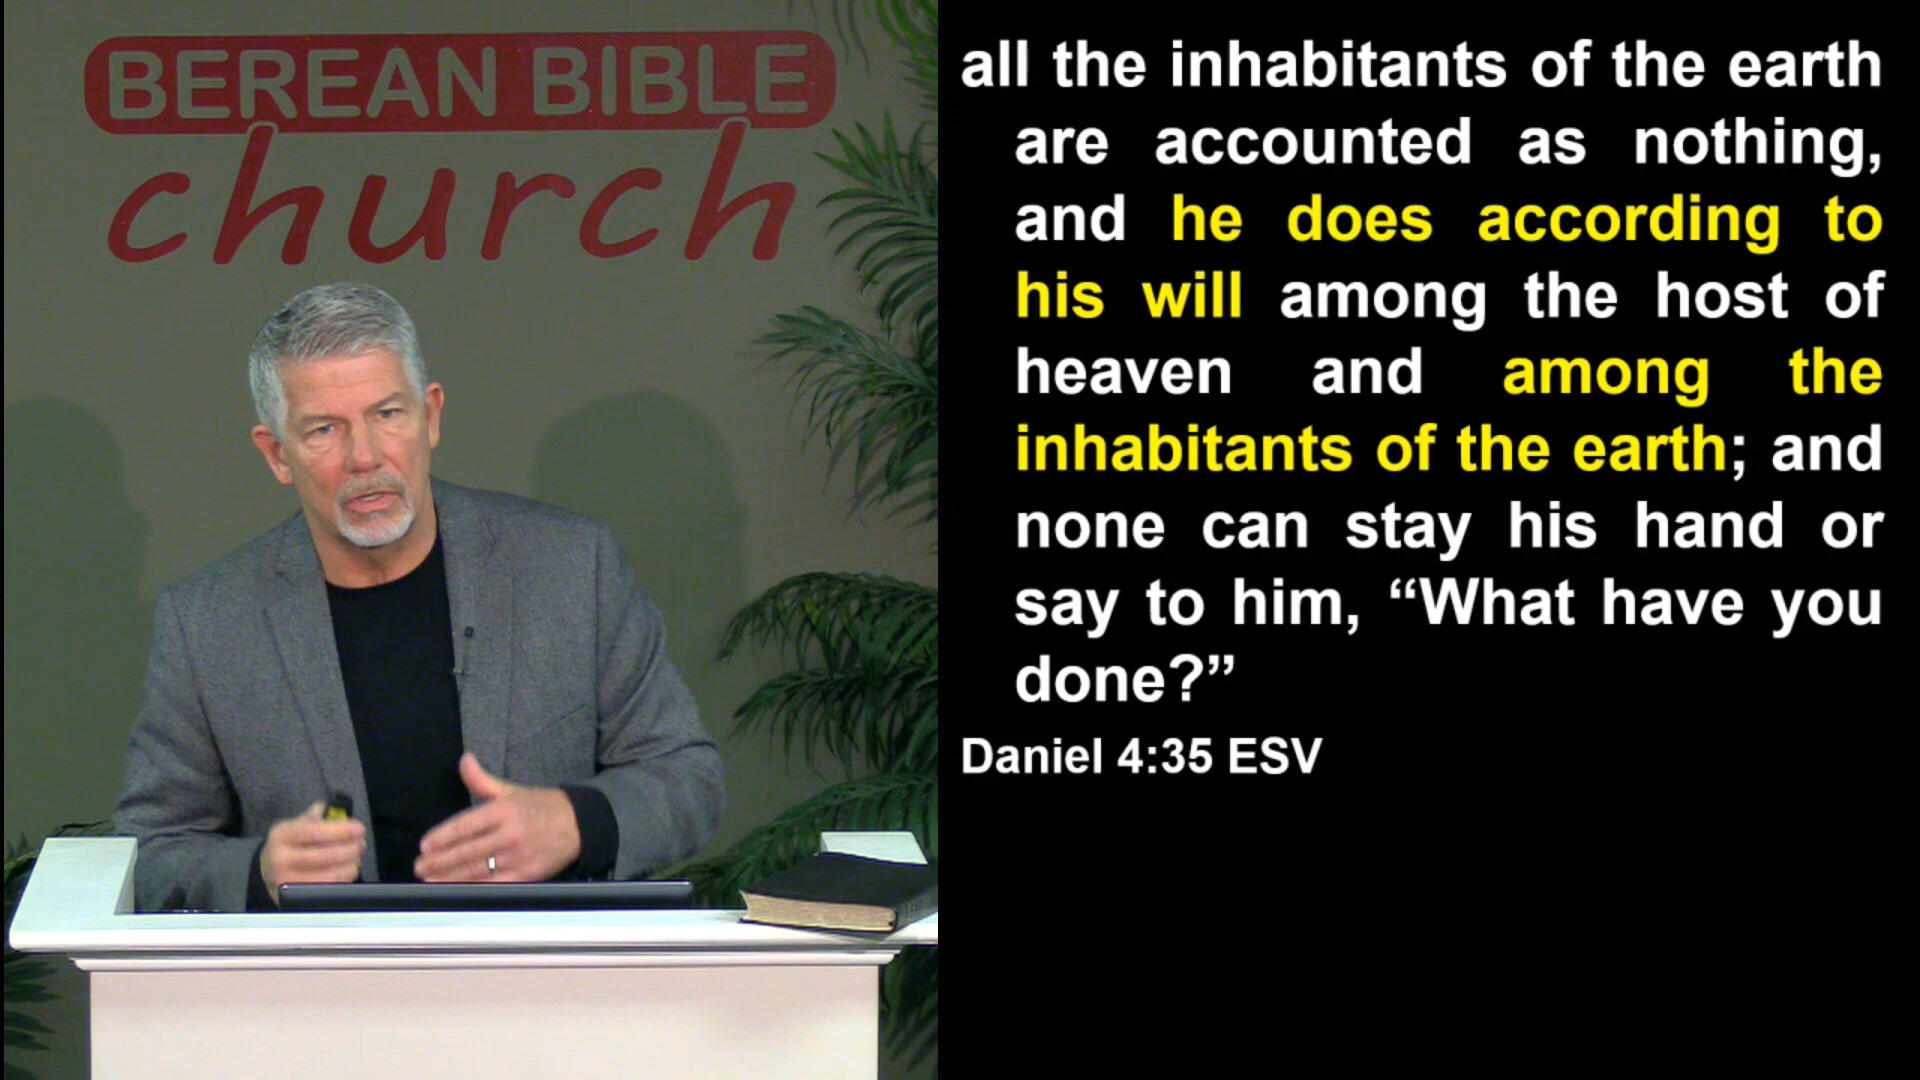 BEREAN BIBLE
church
all the inhabitants of the earth
are accounted as nothing,
and he does according to
his will among the host of
heaven and among the
inhabitants of the earth; and
none can stay his hand or
say to him, “What have you
done?”
Daniel 4:35 ESV